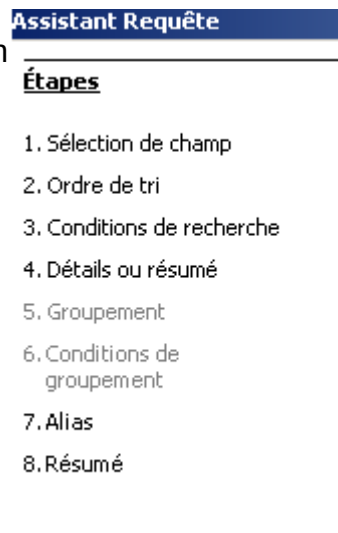 Assistant Requête
Étapes
1. Sélection de champ
2. Ordre de tri
3. Conditions de recherche
4. Détails ou résumé
5. Groupement
6. Conditions de
groupement
7. Alias
8. Résumé